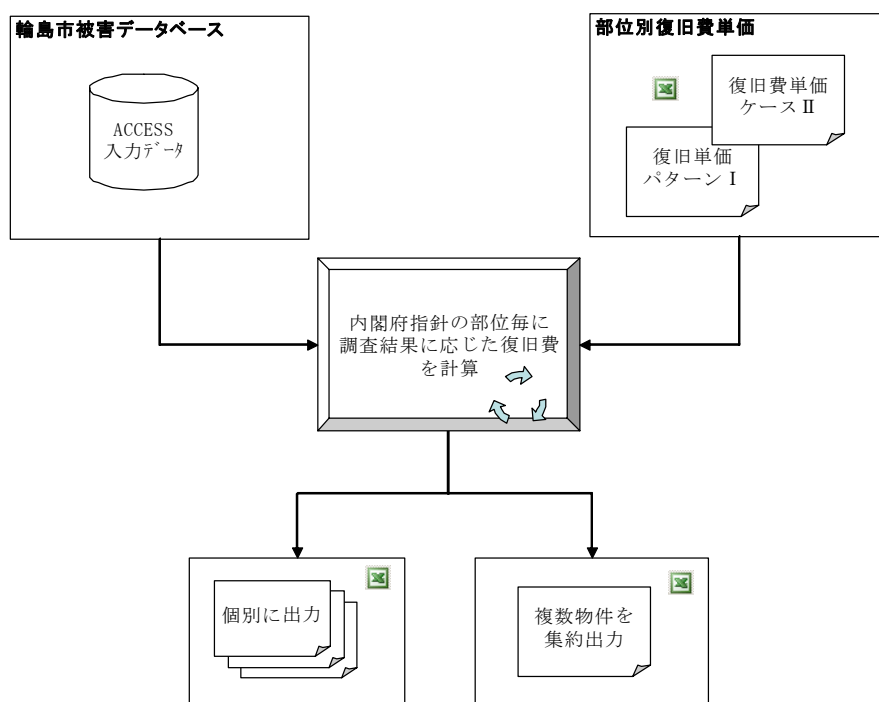 輪島市被害データベース
ACCESS
入力ﾃﾞｰﾀ
部位別復旧費単価
復旧費単価
ケースⅡ
復旧単価
パターンⅠ
内閣府指針の部位毎に
調査結果に応じた復旧費
を計算
個別に出力
複数物件を
集約出力